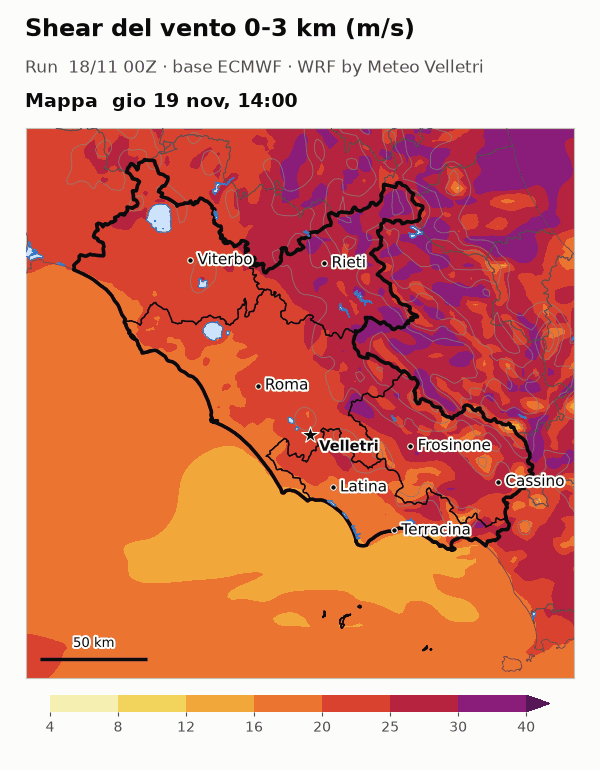 Shear del vento 0-3 km (m/s)
Run  18/11 00Z · base ECMWF · WRF by Meteo Velletri
Mappa  gio 19 nov, 14:00
Viterbo
Rieti
Roma
Velletri
Frosinone
Cassino
Latina
Terracina
50 km
4 8 12 16 20 25 30 40